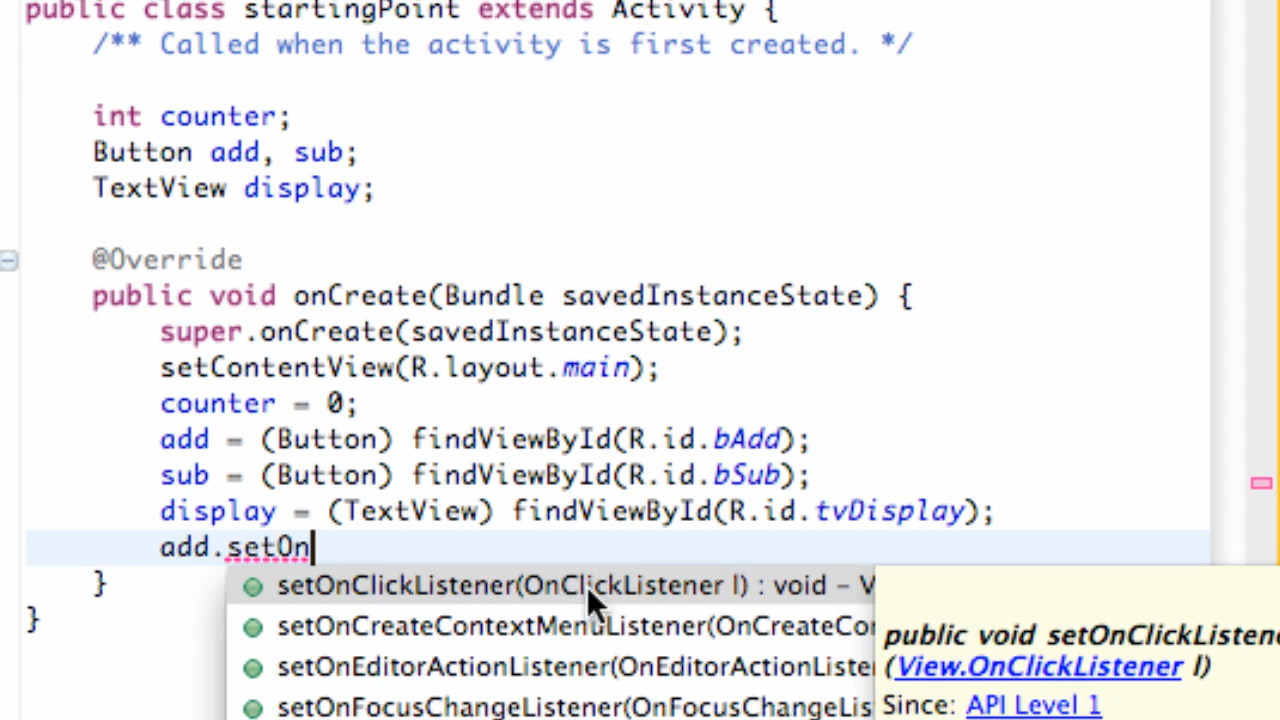 public class startingPoint extends Activity {
/** Called when the activity is first created. */
int counter;
Button add, sub;
TextView display;
@Override
public void onCreate(Bundle savedInstanceState) {
super.onCreate(savedInstanceState);
setContentView(R.layout.main);
counter = 0;
add = (Button) findViewById(R.id.bAdd);
sub = (Button) findViewById(R.id.bSub);
display = (TextView) findViewById(R.id.tvDisplay);
add.setOn
}
}
setOnClickListener(OnClickListener l) : void – V
setOnCreateContextMenuListener(OnCreateCo
setOnEditorActionListener(OnEditorActionListe
setOnFocusChangeListener(OnFocusChangeLis
public void setOnClickListene
(View.OnClickListener l)
Since: API Level 1